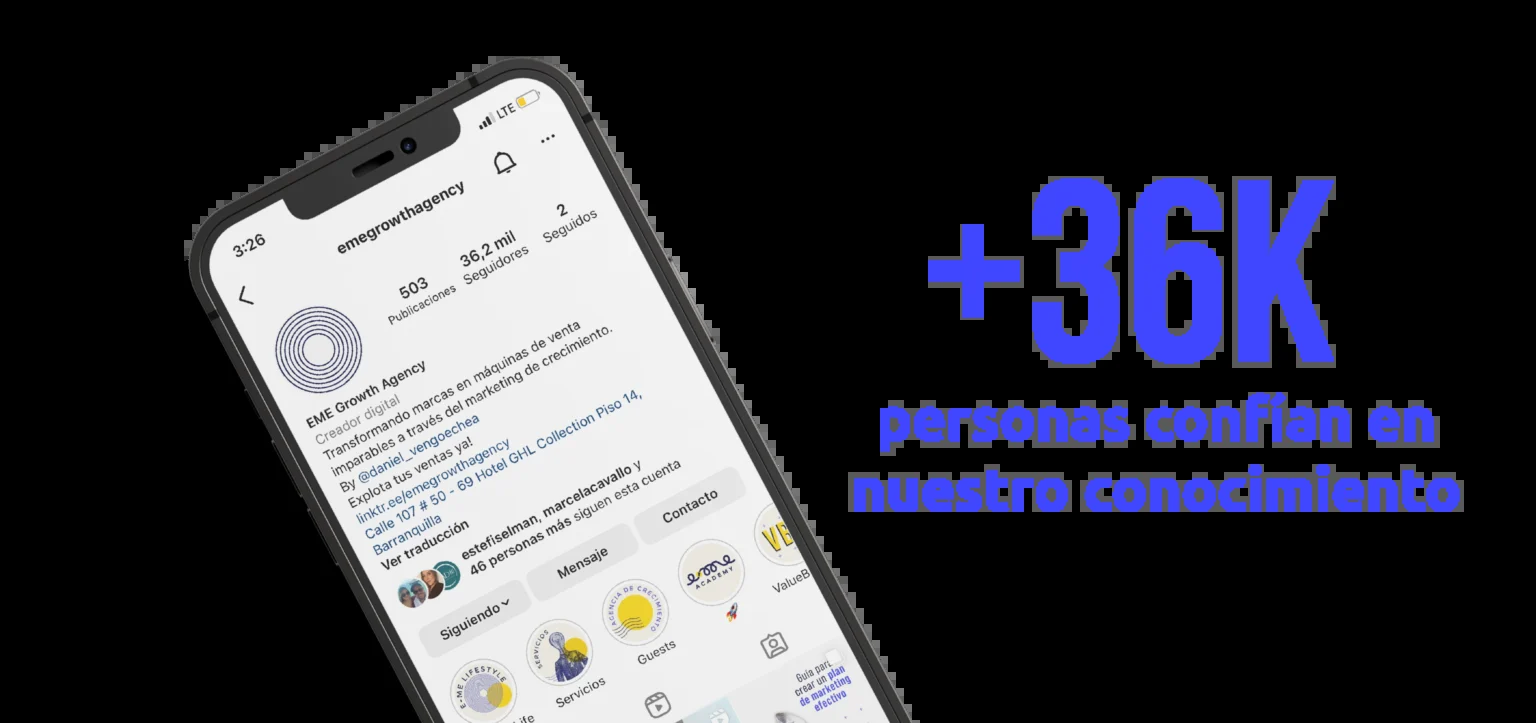 3:26
LTE
emegrowthagency
503
Publicaciones
36,2 mil
Seguidores
2
Seguidos
EME Growth Agency
Creador digital
Transformando marcas en máquinas de venta
imparables a través del marketing de crecimiento.
By @daniel_vengoechea
Explota tus ventas ya!
linktr.ee/emegrowthagency
Calle 107 # 50 - 69 Hotel GHL Collection Piso 14,
Barranquilla
Ver traducción
estefiselman, marcelacavallo y
46 personas más siguen esta cuenta
Siguiendo
Mensaje
Contacto
E-ME LIFESTYLE
SERVICIOS
Servicios
AGENCIA DE CRECIMIENTO
Guests
eme
ACADEMY
🚀
VB
ValueB
Guía para
crear un plan
de marketing
efectivo
+36K
personas confían en
nuestro conocimiento